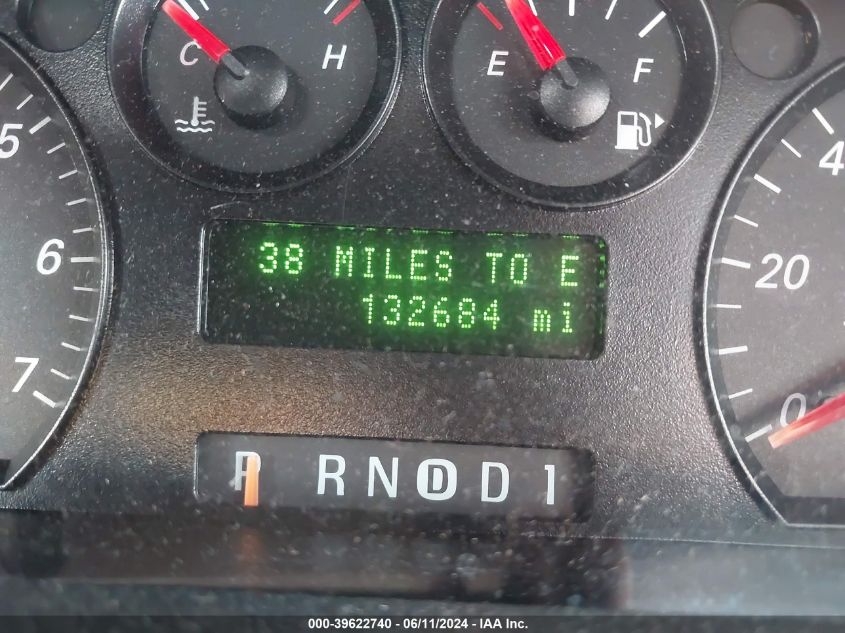 C H
E F
5
6
7
4
20
0
38 MILES TO E
132684 mi
P R N D D 1
000-39622740 - 06/11/2024 - IAA Inc.